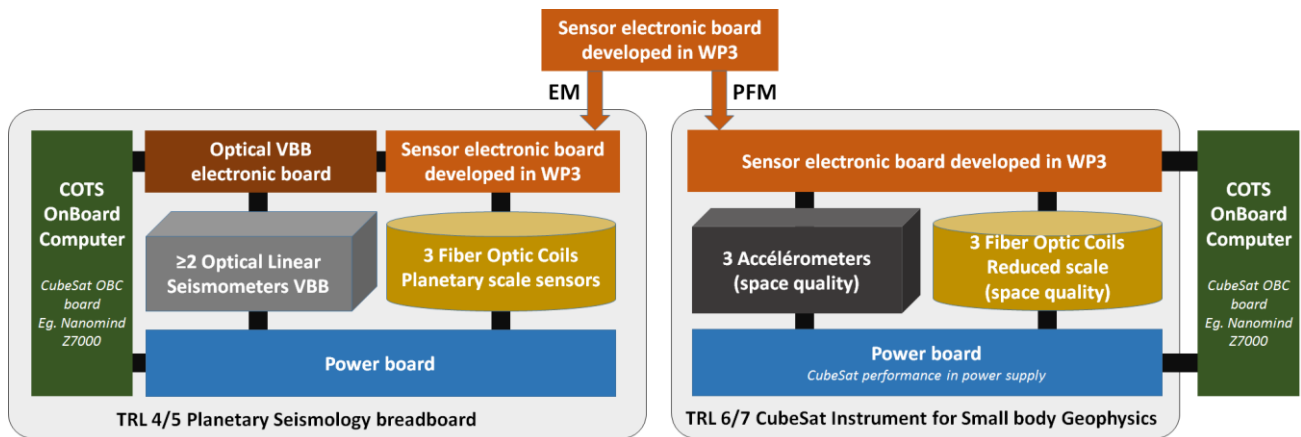 Sensor electronic board
developed in WP3
EM
PFM
COTS
OnBoard
Computer
CubeSat OBC
board
Eg. Nanomind
Z7000
Optical VBB
electronic board
Sensor electronic board
developed in WP3
≥2 Optical Linear
Seismometers VBB
3 Fiber Optic Coils
Planetary scale sensors
Power board
TRL 4/5 Planetary Seismology breadboard
Sensor electronic board developed in WP3
3 Accélérometers
(space quality)
3 Fiber Optic Coils
Reduced scale
(space quality)
Power board
CubeSat performance in power supply
TRL 6/7 CubeSat Instrument for Small body Geophysics
COTS
OnBoard
Computer
CubeSat OBC
board
Eg. Nanomind
Z7000